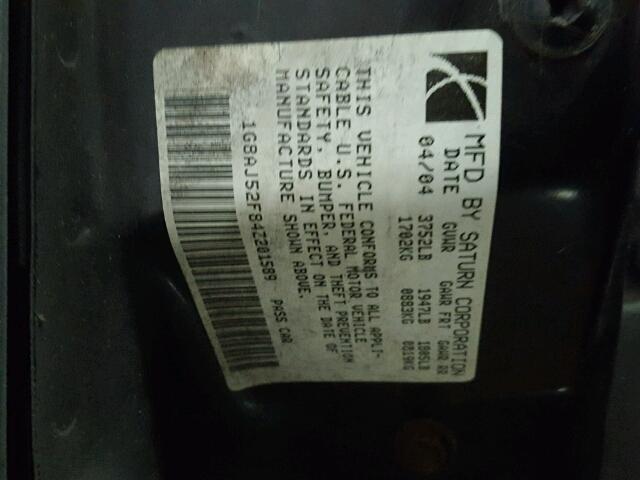 MFD BY SATURN CORPORATION
DATE GVWR GAWR FRT GAWR RR
04/04 3752LB 1947LB 1805LB
1702KG 0883KG 0819KG
THIS VEHICLE CONFORMS TO ALL APPLI-
CABLE U.S. FEDERAL MOTOR VEHICLE
SAFETY, BUMPER, AND THEFT PREVENTION
STANDARDS IN EFFECT ON THE DATE OF
MANUFACTURE SHOWN ABOVE.
1G8AJ52F84Z201589 PASS CAR